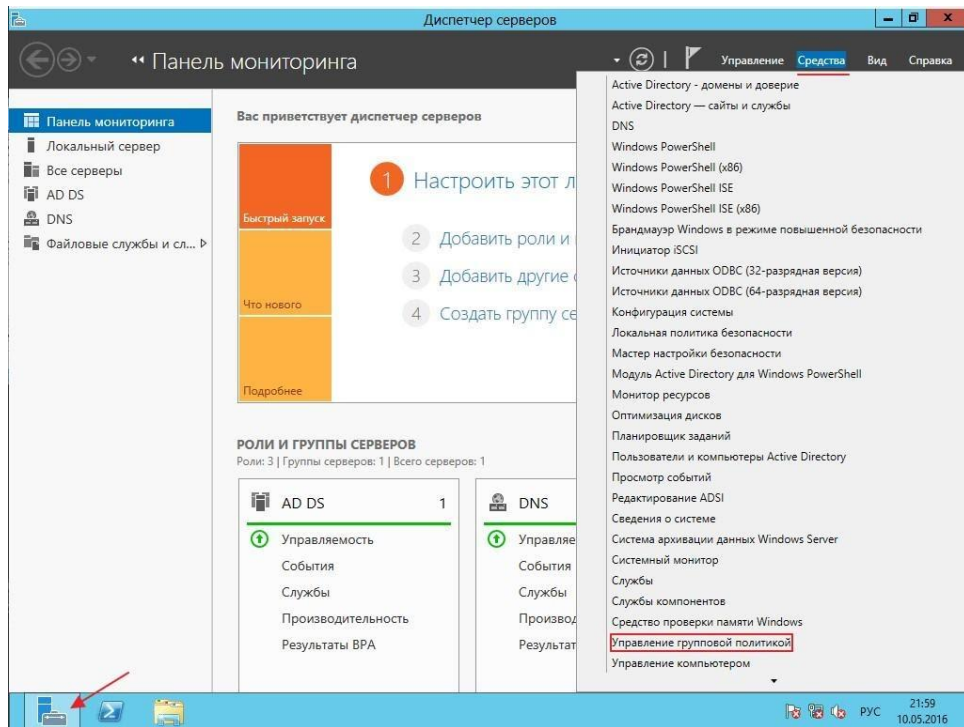 Диспетчер серверов
Панель мониторинга
Управление Средства Вид Справка
Панель мониторинга
Локальный сервер
Все серверы
AD DS
DNS
Файловые службы и сл...
Вас приветствует диспетчер серверов
Быстрый запуск
Что нового
Подробнее
1 Настроить этот л
2 Добавить роли и
3 Добавить другие
4 Создать группу се
РОЛИ И ГРУППЫ СЕРВЕРОВ
Роли: 3 | Группы серверов: 1 | Всего серверов: 1
AD DS 1
Управляемость
События
Службы
Производительность
Результаты BPA
DNS
Управляе
События
Службы
Производ
Результат
Active Directory - домены и доверие
Active Directory — сайты и службы
DNS
Windows PowerShell
Windows PowerShell (x86)
Windows PowerShell ISE
Windows PowerShell ISE (x86)
Брандмауэр Windows в режиме повышенной безопасности
Инициатор iSCSI
Источники данных ODBC (32-разрядная версия)
Источники данных ODBC (64-разрядная версия)
Конфигурация системы
Локальная политика безопасности
Мастер настройки безопасности
Модуль Active Directory для Windows PowerShell
Монитор ресурсов
Оптимизация дисков
Планировщик заданий
Пользователи и компьютеры Active Directory
Просмотр событий
Редактирование ADSI
Сведения о системе
Система архивации данных Windows Server
Системный монитор
Службы
Службы компонентов
Средство проверки памяти Windows
Управление групповой политикой
Управление компьютером
РУС
21:59
10.05.2016